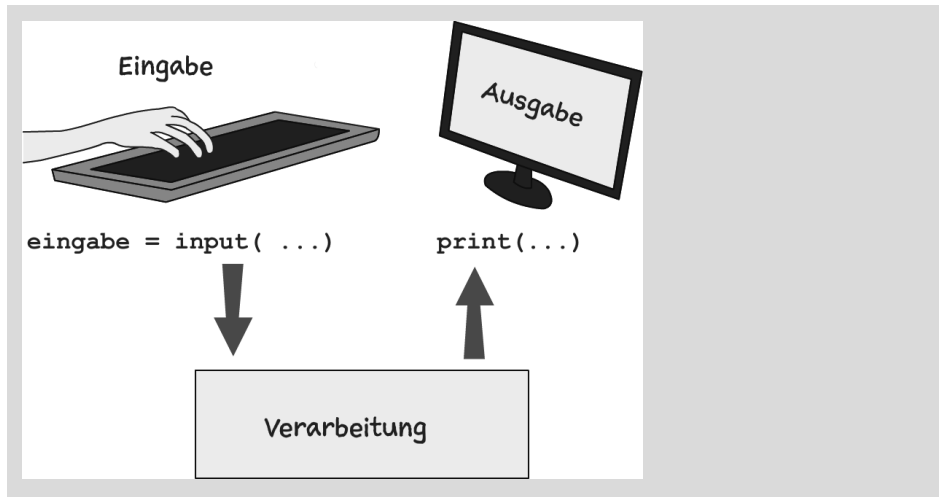 Eingabe
Ausgabe
eingabe = input( ...)
print(...)
Verarbeitung